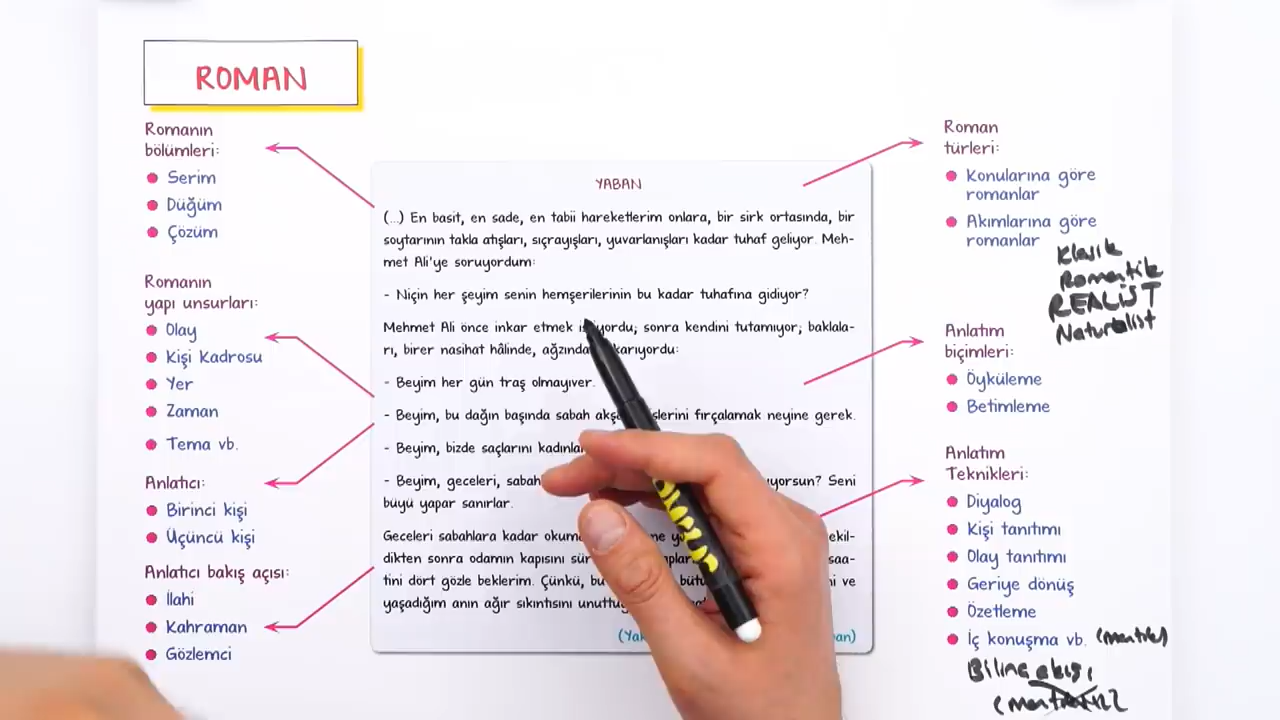 ROMAN
Romanın
bölümleri:
Serim
Düğüm
Çözüm
Romanın
yapı unsurları:
Olay
Kişi Kadrosu
Yer
Zaman
Tema vb.
Anlatıcı:
Birinci kişi
Üçüncü kişi
Anlatıcı bakış açısı:
İlahi
Kahraman
Gözlemci
YABAN
(...) En basit, en sade, en tabii hareketlerim onlara, bir sirk ortasında, bir
soytarının takla atışları, sıçrayışları, yuvarlanışları kadar tuhaf geliyor. Meh-
met Ali'ye soruyordum:
- Niçin her şeyim senin hemşerilerinin bu kadar tuhafına gidiyor?
Mehmet Ali önce inkar etmek yordu; sonra kendini tutamıyor; baklala-
rı, birer nasihat hâlinde, ağzında karıyordu:
- Beyim her gün traş olmayıver.
- Beyim, bu dağın başında sabah akş lerini fırçalamak neyine gerek.
- Beyim, bizde saçlarını kadınla
- Beyim, geceleri, sabah yorsun? Seni
büyü yapar sanırlar.
Geceleri sabahlara kadar okuma ekil-
dikten sonra odamın kapısını sür saa-
tini dört gözle beklerim. Çünkü, bu bütü ve
yaşadığım anın ağır sıkıntısını unuttu
Roman
türleri:
Konularına göre
romanlar
Akımlarına göre
romanlar
Klasik
Romantik
REALİST
Naturalist
Anlatım
biçimleri:
Öyküleme
Betimleme
Anlatım
Teknikleri:
Diyalog
Kişi tanıtımı
Olay tanıtımı
Geriye dönüş
Özetleme
İç konuşma vb. (mantıklı)
Bilinç akışı